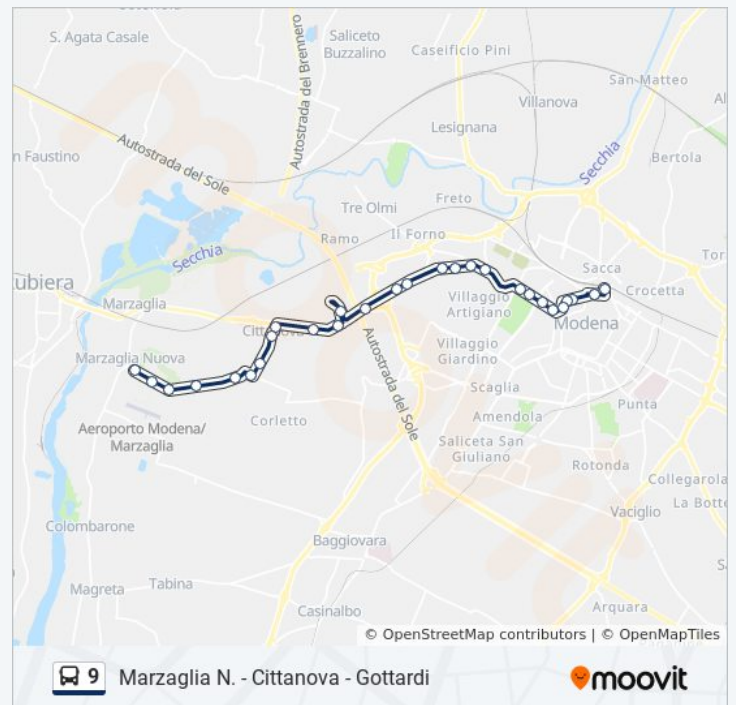 S. Agata Casale
Autostrada del Brennero
Saliceto
Buzzalino
Caseificio Pini
San Matteo
Villanova
Al
Lesignana
Secchia
Bertola
n Faustino
Autostrada del Sole
Tre Olmi
Freto
Ramo
Il Forno
Tor
Sacca
Crocetta
Secchia
ubiera
Marzaglia
Villaggio
Artigiano
Modena
Marzaglia Nuova
Villaggio
Giardino
Autostrada del Sole
Scaglia
Punta
Corletto
Amendola
Aeroporto Modena/
Marzaglia
Saliceta San
Giuliano
Rotonda
Collegarola
La Botte
Vaciglio
Colombarone
Baggiovara
Magreta
Tabina
Casinalbo
Arquara
© OpenStreetMap contributors | © OpenMapTiles
9 Marzaglia N. - Cittanova - Gottardi
moovit